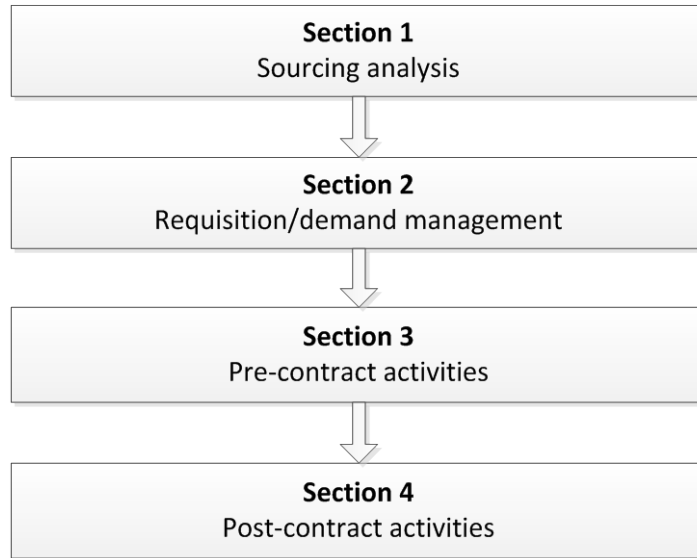 Section 1
Sourcing analysis
Section 2
Requisition/demand management
Section 3
Pre-contract activities
Section 4
Post-contract activities